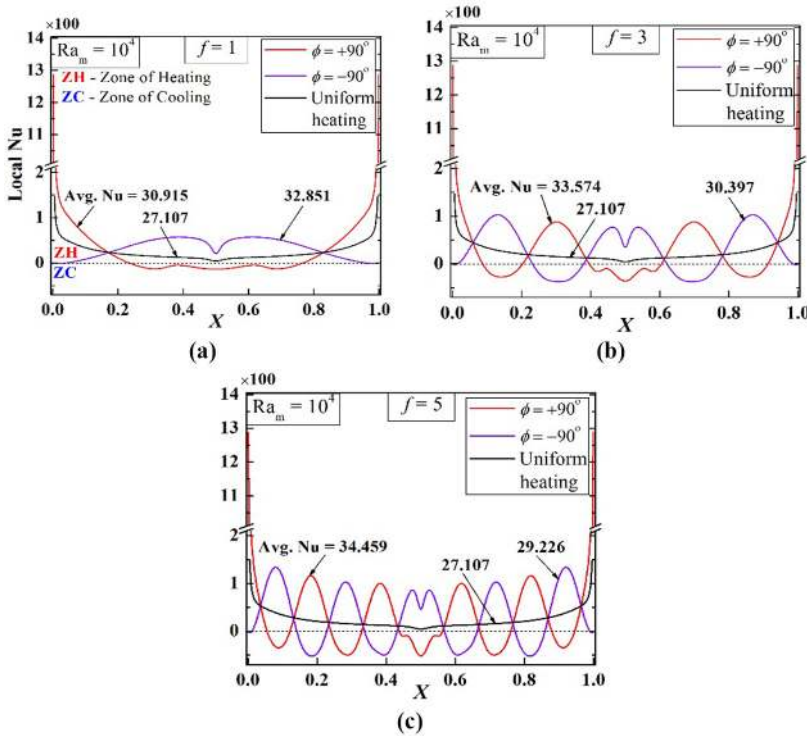 ×100
Ra_m = 10^4
f = 1
ϕ = +90°
ϕ = −90°
Uniform heating
ZH - Zone of Heating
ZC - Zone of Cooling
Local Nu
14
13
12
11
10
2
1
0
Avg. Nu = 30.915
27.107
32.851
ZH
ZC
0.0 0.2 0.4 0.6 0.8 1.0
X
(a)
×100
Ra_m = 10^4
f = 3
ϕ = +90°
ϕ = −90°
Uniform
heating
14
13
12
11
10
2
1
0
Avg. Nu = 33.574
27.107
30.397
0.0 0.2 0.4 0.6 0.8 1.0
X
(b)
×100
Ra_m = 10^4
f = 5
ϕ = +90°
ϕ = −90°
Uniform
heating
14
13
12
11
10
2
1
0
Avg. Nu = 34.459
27.107
29.226
0.0 0.2 0.4 0.6 0.8 1.0
X
(c)